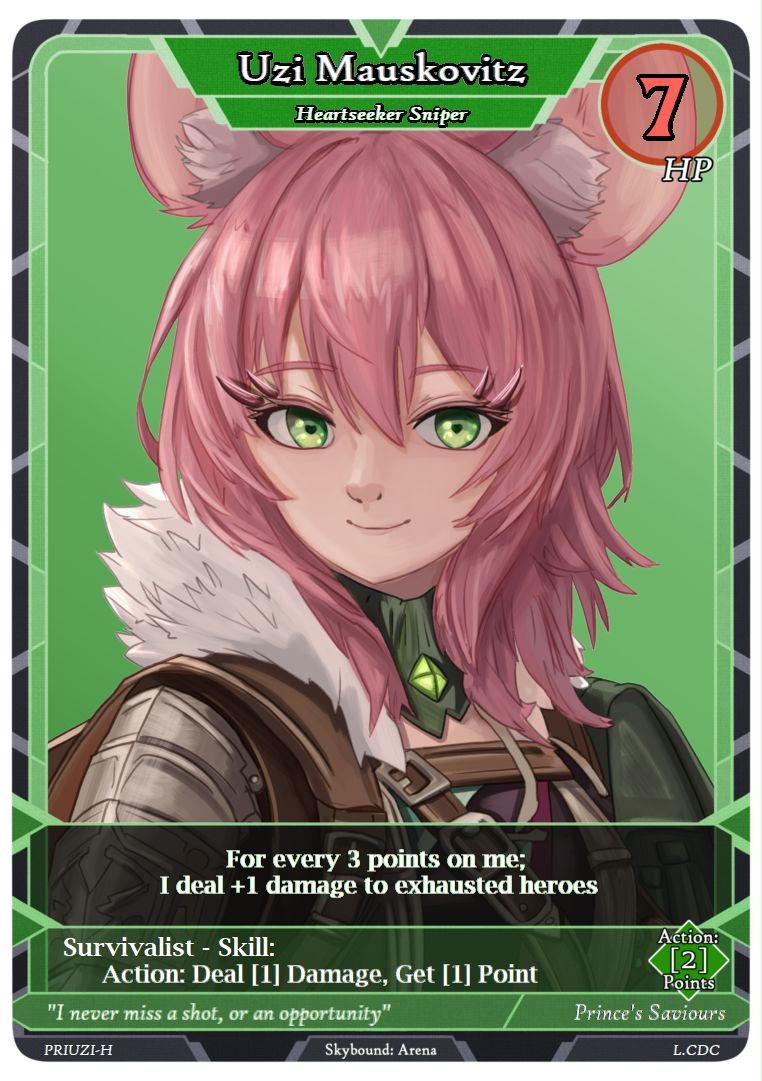 Uzi Mauskovitz
Heartseeker Sniper
7
HP
For every 3 points on me;
I deal +1 damage to exhausted heroes
Survivalist - Skill:
Action: Deal [1] Damage, Get [1] Point
Action:
[2]
Points
"I never miss a shot, or an opportunity"
Prince's Saviours
PRIUZI-H
Skybound: Arena
L.CDC